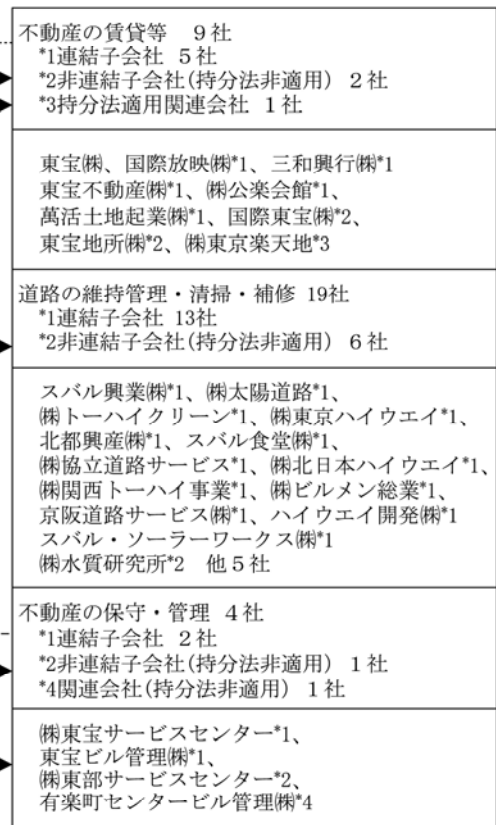 不動産の賃貸等　9社
*1連結子会社 5社
*2非連結子会社(持分法非適用) 2社
*3持分法適用関連会社 1社
東宝㈱、国際放映㈱*1、三和興行㈱*1
東宝不動産㈱*1、㈱公楽会館*1、
萬活土地起業㈱*1、国際東宝㈱*2、
東宝地所㈱*2、㈱東京楽天地*3
道路の維持管理・清掃・補修 19社
*1連結子会社 13社
*2非連結子会社(持分法非適用) 6社
スバル興業㈱*1、㈱太陽道路*1、
㈱トーハイクリーン*1、㈱東京ハイウエイ*1、
北都興産㈱*1、スバル食堂㈱*1、
㈱協立道路サービス*1、㈱北日本ハイウエイ*1、
㈱関西トーハイ事業*1、㈱ビルメン総業*1、
京阪道路サービス㈱*1、ハイウエイ開発㈱*1
スバル・ソーラーワークス㈱*1
㈱水質研究所*2　他5社
不動産の保守・管理 4社
*1連結子会社 2社
*2非連結子会社(持分法非適用) 1社
*4関連会社(持分法非適用) 1社
㈱東宝サービスセンター*1、
東宝ビル管理㈱*1、
㈱東部サービスセンター*2、
有楽町センタービル管理㈱*4